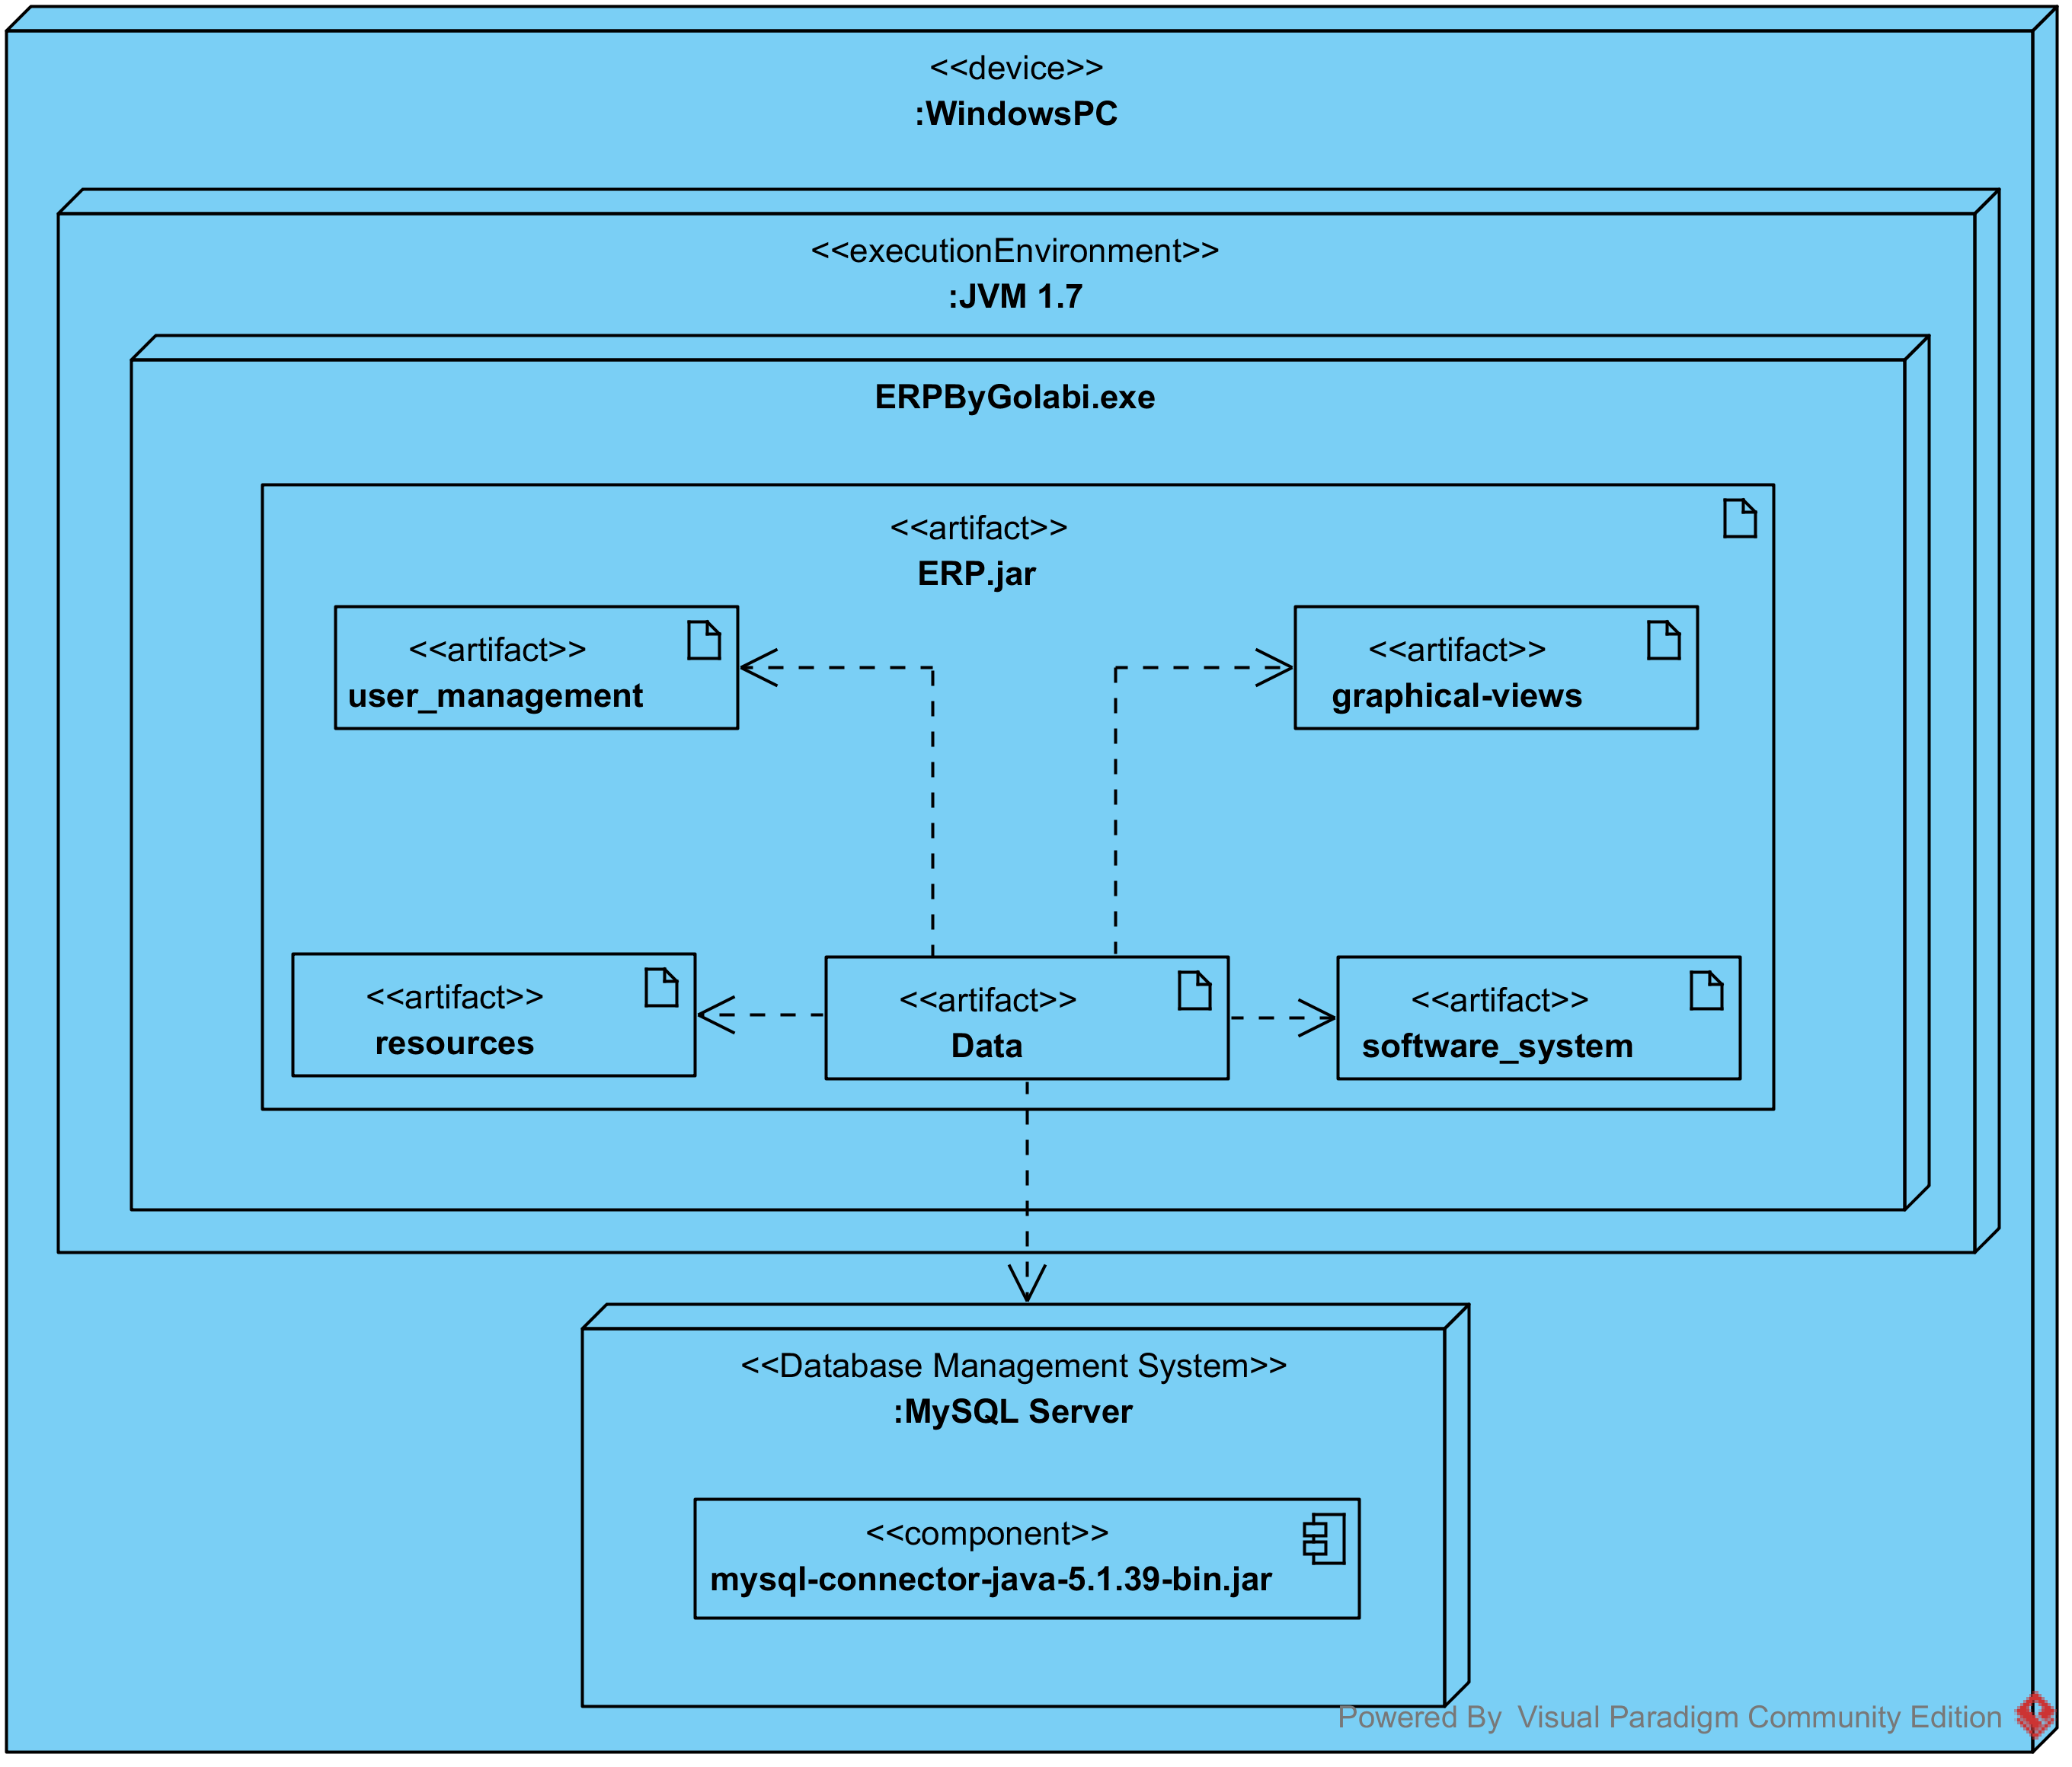 <<device>>
:WindowsPC
<<executionEnvironment>>
:JVM 1.7
ERPByGolabi.exe
<<artifact>>
ERP.jar
<<artifact>>
user_management
<<artifact>>
graphical-views
<<artifact>>
resources
<<artifact>>
Data
<<artifact>>
software_system
<<Database Management System>>
:MySQL Server
<<component>>
mysql-connector-java-5.1.39-bin.jar
Powered By Visual Paradigm Community Edition